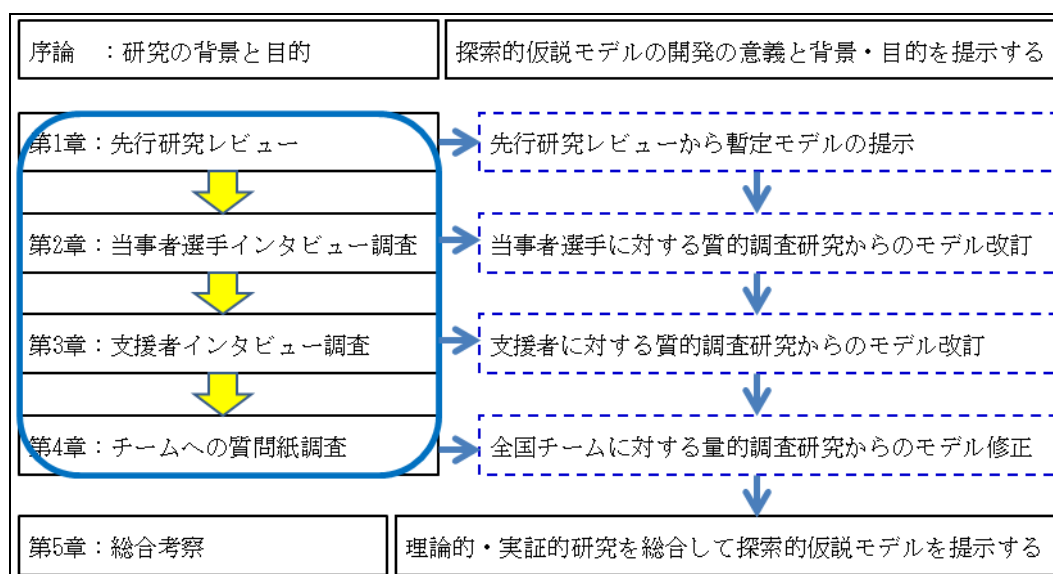 序論　：研究の背景と目的
探索的仮説モデルの開発の意義と背景・目的を提示する
第1章：先行研究レビュー
先行研究レビューから暫定モデルの提示
第2章：当事者選手インタビュー調査
当事者選手に対する質的調査研究からのモデル改訂
第3章：支援者インタビュー調査
支援者に対する質的調査研究からのモデル改訂
第4章：チームへの質問紙調査
全国チームに対する量的調査研究からのモデル修正
第5章：総合考察
理論的・実証的研究を総合して探索的仮説モデルを提示する